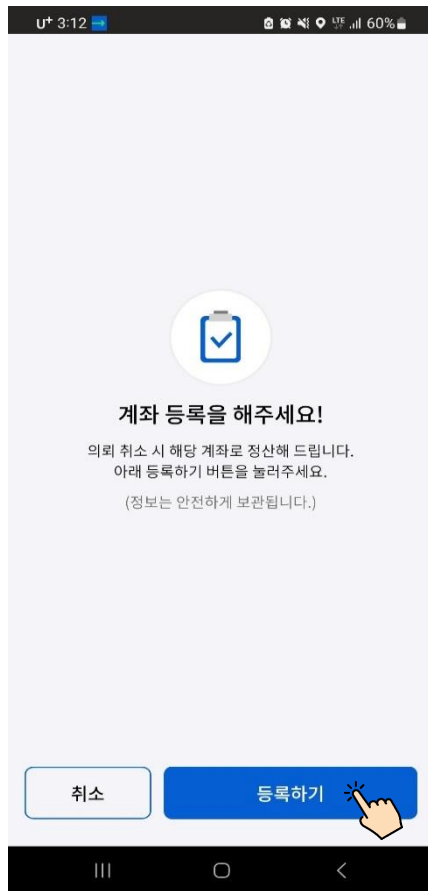 U+ 3:12 LTE 60%
계좌 등록을 해주세요!
의뢰 취소 시 해당 계좌로 정산해 드립니다.
아래 등록하기 버튼을 눌러주세요.
(정보는 안전하게 보관됩니다.)
취소 등록하기